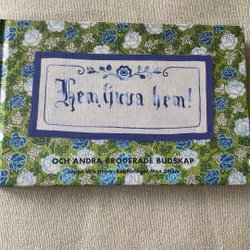 Hem, ljuva hem!
OCH ANDRA BRODERADE BUDSKAP